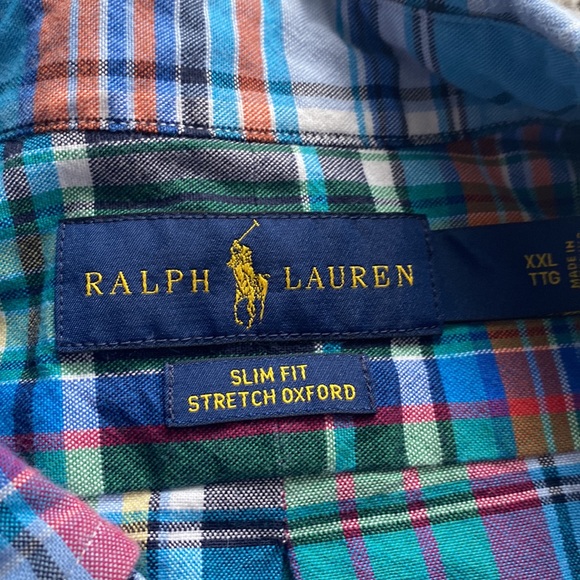 RALPH LAUREN
XXL
TTG
MADE IN
SLIM FIT
STRETCH OXFORD